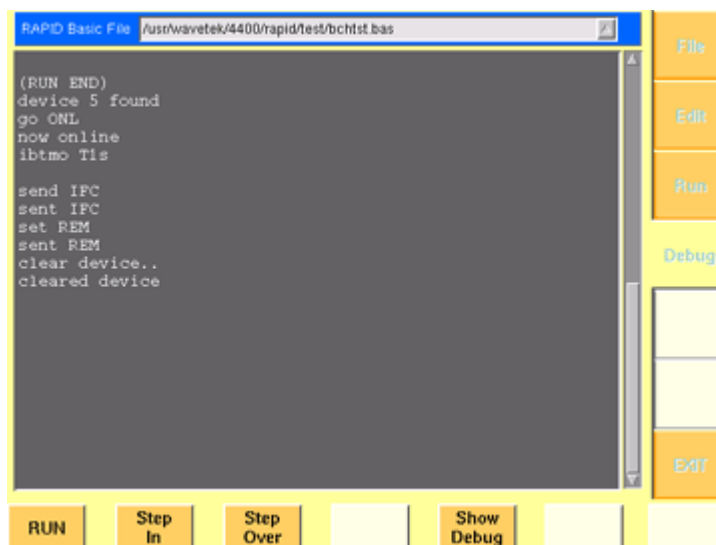 RAPID Basic File /usr/wavetek/4400/rapid/test/bchtst.bas
File
Edit
Run
Debug
EXIT
(RUN END)
device 5 found
go ONL
now online
ibtmo T1s
send IFC
sent IFC
set REM
sent REM
clear device..
cleared device
RUN
Step In
Step Over
Show Debug